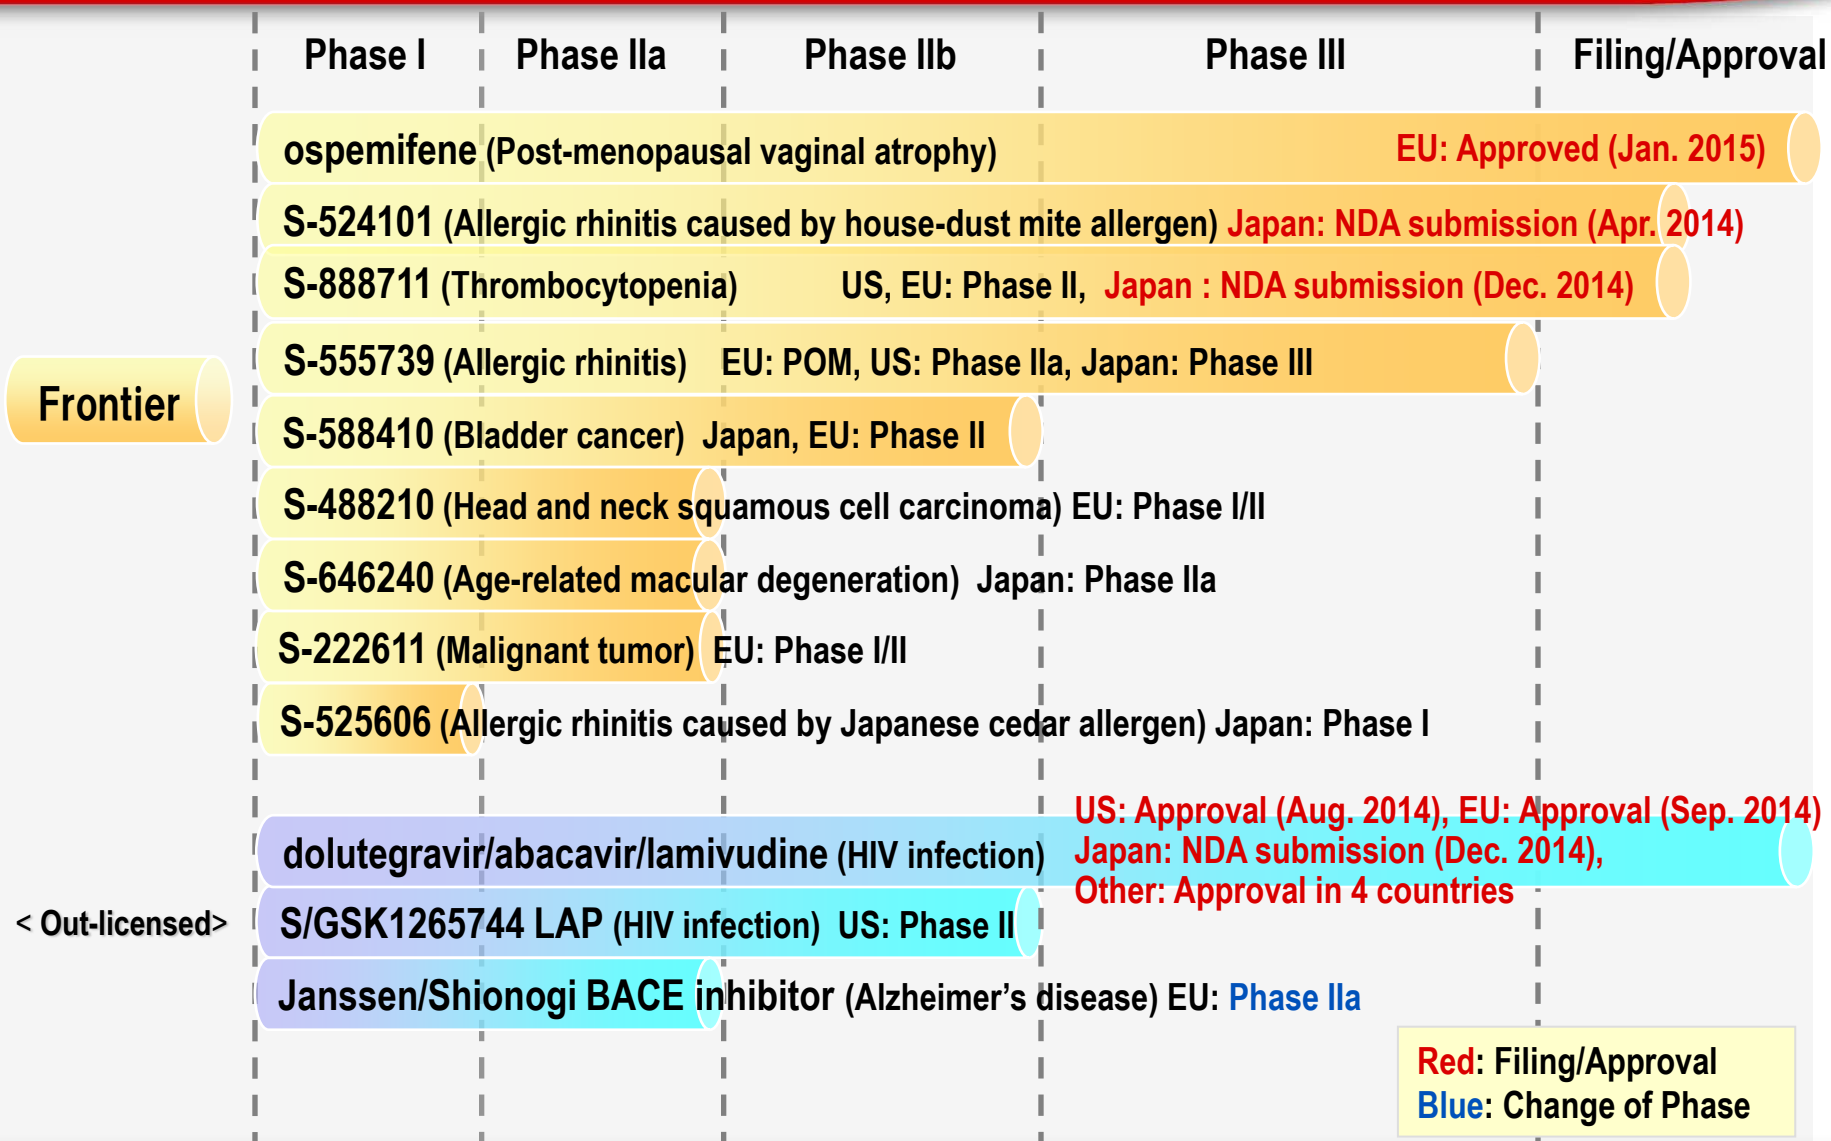 Phase I Phase IIa Phase IIb Phase III Filing/Approval
ospemifene (Post-menopausal vaginal atrophy) EU: Approved (Jan. 2015)
S-524101 (Allergic rhinitis caused by house-dust mite allergen) Japan: NDA submission (Apr. 2014)
S-888711 (Thrombocytopenia) US, EU: Phase II, Japan : NDA submission (Dec. 2014)
S-555739 (Allergic rhinitis) EU: POM, US: Phase IIa, Japan: Phase III
Frontier
S-588410 (Bladder cancer) Japan, EU: Phase II
S-488210 (Head and neck squamous cell carcinoma) EU: Phase I/II
S-646240 (Age-related macular degeneration) Japan: Phase IIa
S-222611 (Malignant tumor) EU: Phase I/II
S-525606 (Allergic rhinitis caused by Japanese cedar allergen) Japan: Phase I
dolutegravir/abacavir/lamivudine (HIV infection)
US: Approval (Aug. 2014), EU: Approval (Sep. 2014)
Japan: NDA submission (Dec. 2014),
Other: Approval in 4 countries
< Out-licensed>
S/GSK1265744 LAP (HIV infection) US: Phase II
Janssen/Shionogi BACE inhibitor (Alzheimer's disease) EU: Phase IIa
Red: Filing/Approval
Blue: Change of Phase